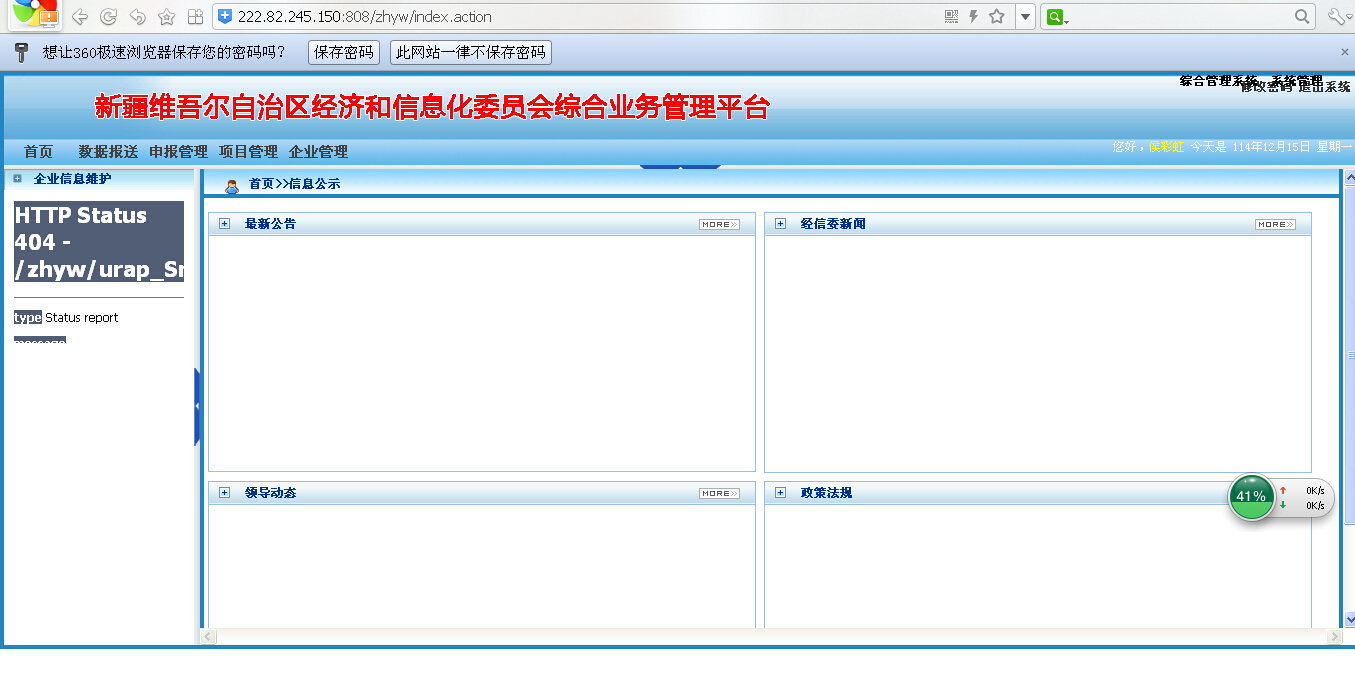 222.82.245.150:808/zhyw/index.action
想让360极速浏览器保存您的密码吗？ 保存密码 此网站一律不保存密码
综合管理系统 系统管理
修改密码 退出系统
新疆维吾尔自治区经济和信息化委员会综合业务管理平台
首页 数据报送 申报管理 项目管理 企业管理
您好，侯彩虹 今天是 114年12月15日 星期一
企业信息维护
首页>>信息公示
HTTP Status
404 -
/zhyw/urap_Sr
type Status report
message
最新公告 MORE>>
经信委新闻 MORE>>
领导动态 MORE>>
政策法规
41% 0K/s
0K/s